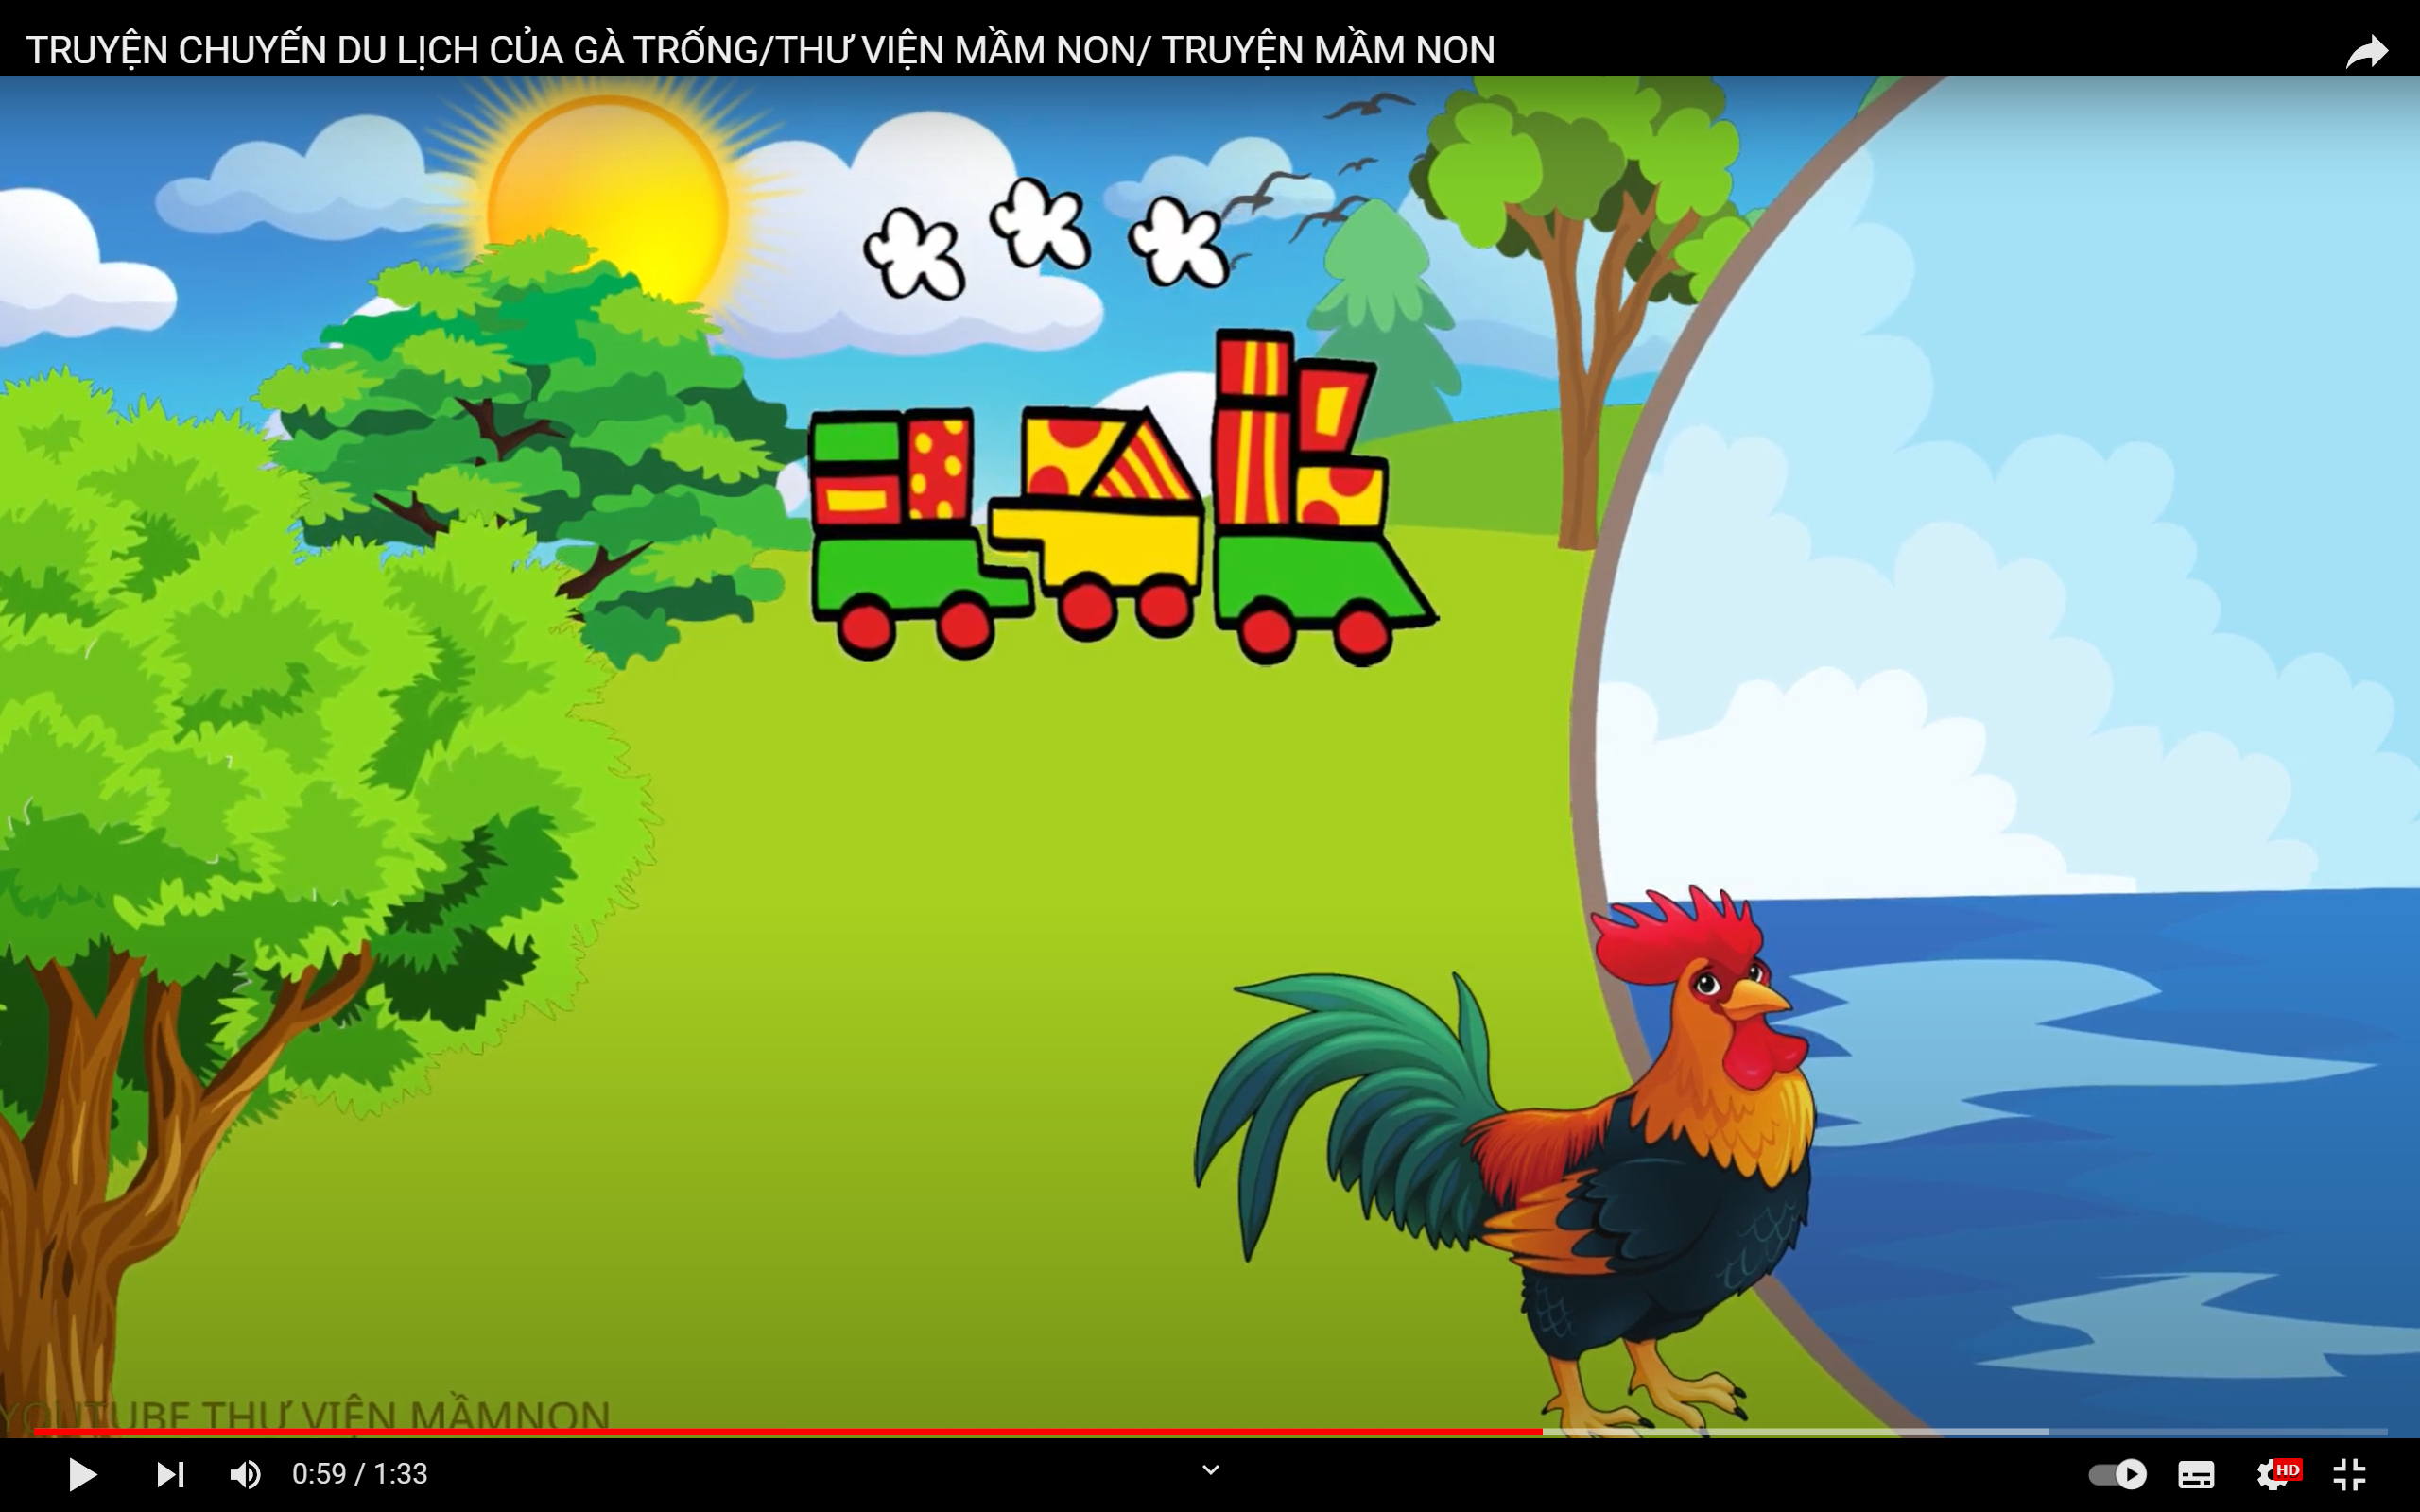 TRUYỆN CHUYẾN DU LỊCH CỦA GÀ TRỐNG/THƯ VIỆN MẦM NON/ TRUYỆN MẦM NON
YOUTUBE THƯ VIỆN MẦMNON
0:59 / 1:33
HD